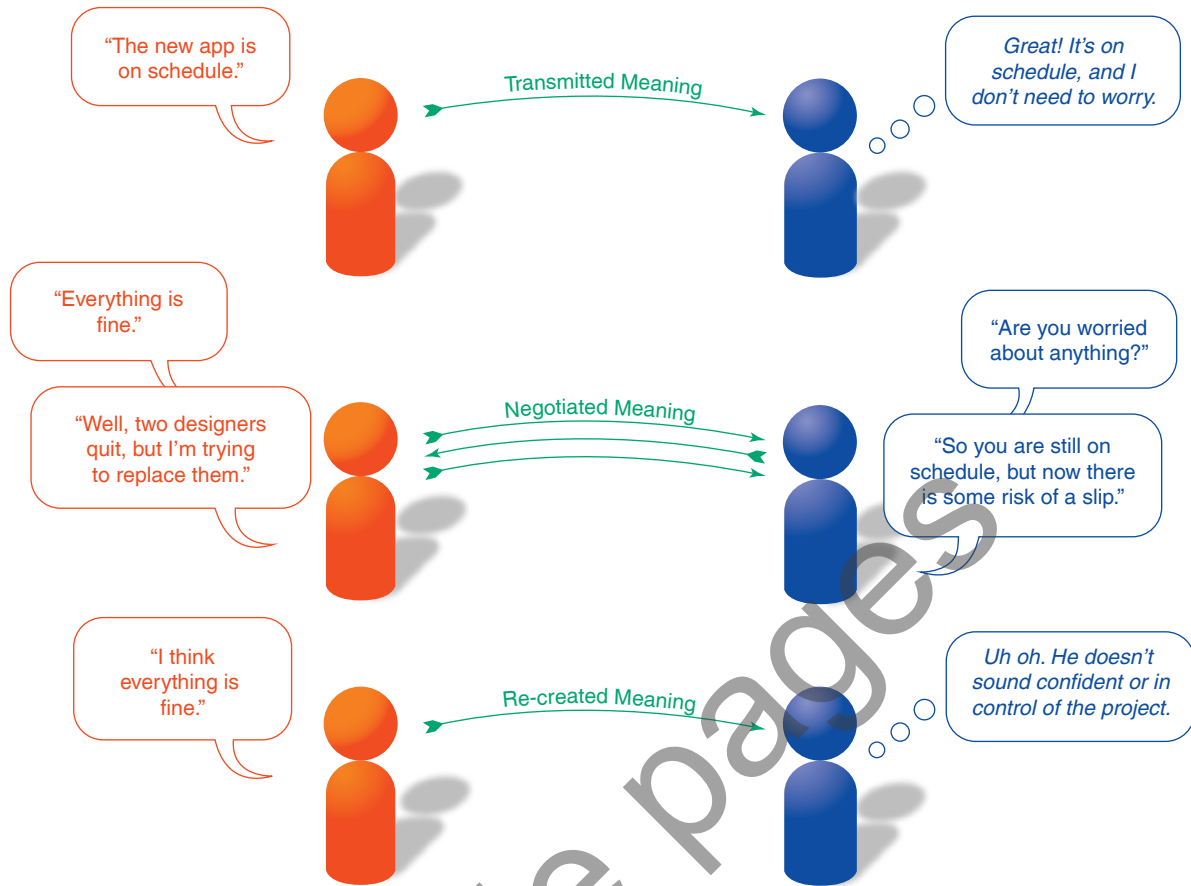 “The new app is
on schedule.”
Transmitted Meaning
Great! It’s on
schedule, and I
don’t need to worry.
“Everything is
fine.”
“Are you worried
about anything?”
“Well, two designers
quit, but I’m trying
to replace them.”
Negotiated Meaning
“So you are still on
schedule, but now there
is some risk of a slip.”
“I think
everything is
fine.”
Re-created Meaning
Uh oh. He doesn’t
sound confident or in
control of the project.
pages